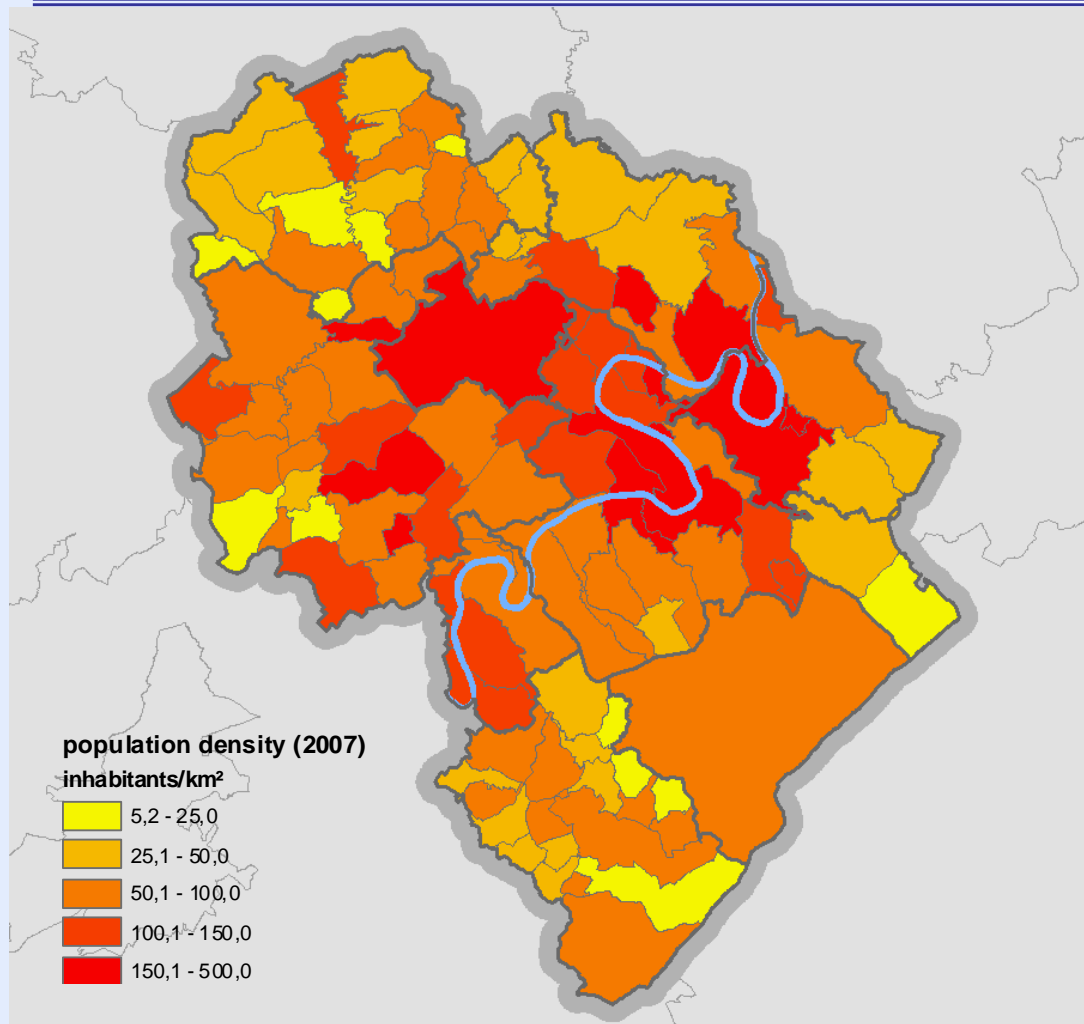 population density (2007)
inhabitants/km²
5,2 - 25,0
25,1 - 50,0
50,1 - 100,0
100,1 - 150,0
150,1 - 500,0